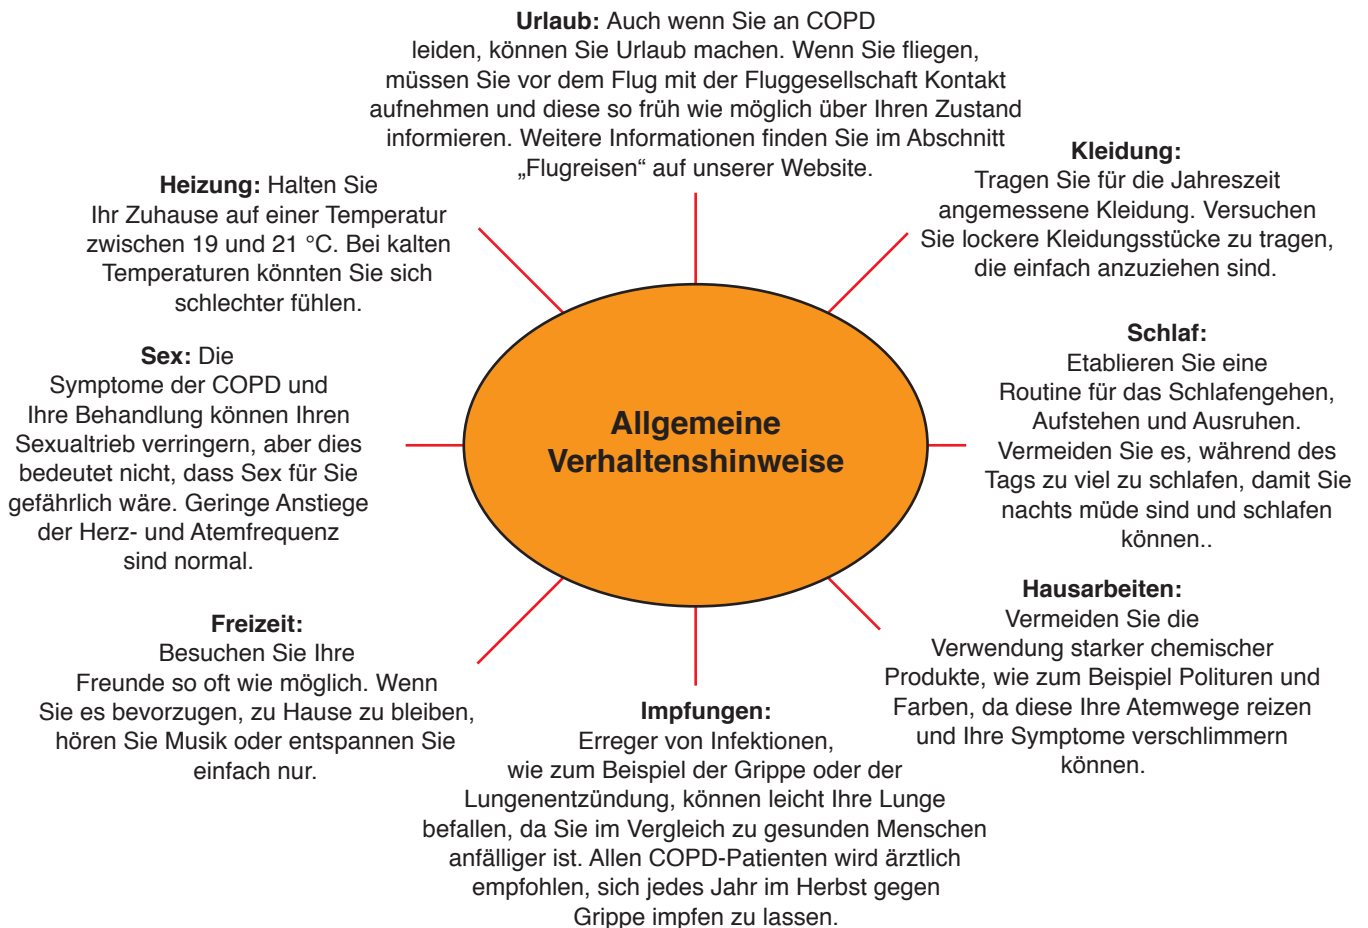 Urlaub: Auch wenn Sie an COPD
leiden, können Sie Urlaub machen. Wenn Sie fliegen,
müssen Sie vor dem Flug mit der Fluggesellschaft Kontakt
aufnehmen und diese so früh wie möglich über Ihren Zustand
informieren. Weitere Informationen finden Sie im Abschnitt
„Flugreisen“ auf unserer Website.
Kleidung:
Tragen Sie für die Jahreszeit
angemessene Kleidung. Versuchen
Sie lockere Kleidungsstücke zu tragen,
die einfach anzuziehen sind.
Heizung: Halten Sie
Ihr Zuhause auf einer Temperatur
zwischen 19 und 21 °C. Bei kalten
Temperaturen könnten Sie sich
schlechter fühlen.
Schlaf:
Etablieren Sie eine
Routine für das Schlafengehen,
Aufstehen und Ausruhen.
Vermeiden Sie es, während des
Tags zu viel zu schlafen, damit Sie
nachts müde sind und schlafen
können..
Sex: Die
Symptome der COPD und
Ihre Behandlung können Ihren
Sexualtrieb verringern, aber dies
bedeutet nicht, dass Sex für Sie
gefährlich wäre. Geringe Anstiege
der Herz- und Atemfrequenz
sind normal.
Allgemeine
Verhaltenshinweise
Hausarbeiten:
Vermeiden Sie die
Verwendung starker chemischer
Produkte, wie zum Beispiel Polituren und
Farben, da diese Ihre Atemwege reizen
und Ihre Symptome verschlimmern
können.
Freizeit:
Besuchen Sie Ihre
Freunde so oft wie möglich. Wenn
Sie es bevorzugen, zu Hause zu bleiben,
hören Sie Musik oder entspannen Sie
einfach nur.
Impfungen:
Erreger von Infektionen,
wie zum Beispiel der Grippe oder der
Lungenentzündung, können leicht Ihre Lunge
befallen, da Sie im Vergleich zu gesunden Menschen
anfälliger ist. Allen COPD-Patienten wird ärztlich
empfohlen, sich jedes Jahr im Herbst gegen
Grippe impfen zu lassen.